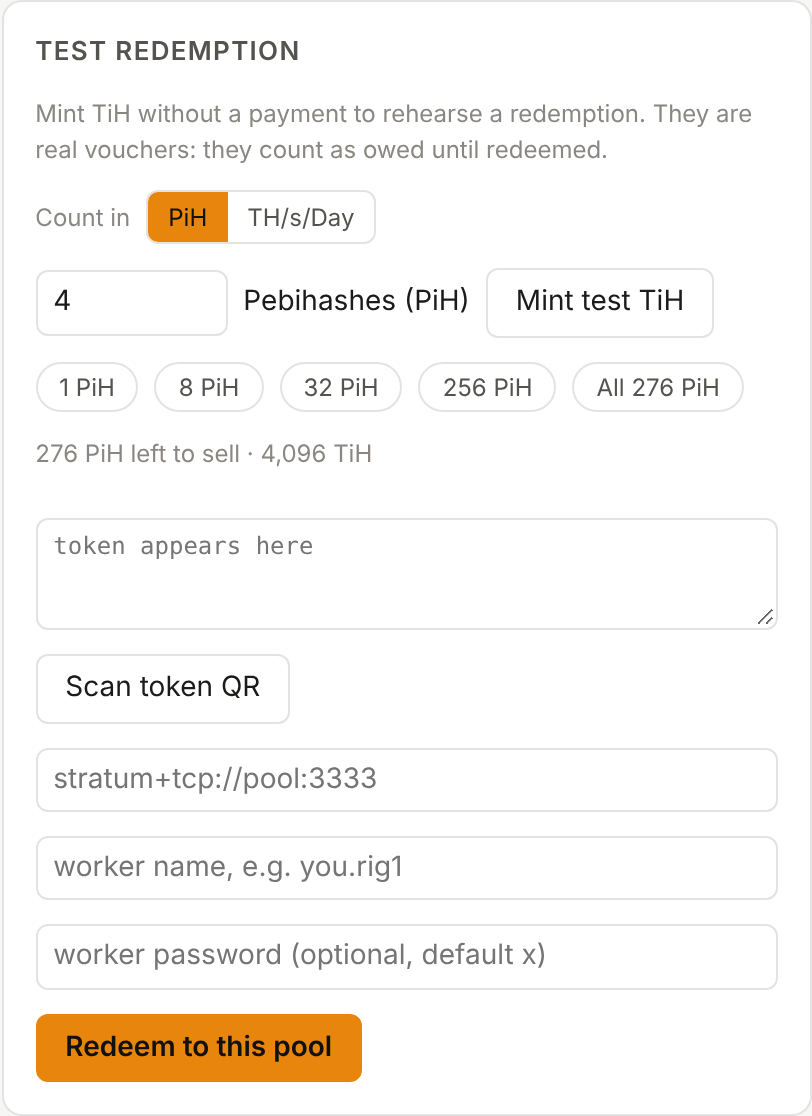 TEST REDEMPTION
Mint TiH without a payment to rehearse a redemption. They are
real vouchers: they count as owed until redeemed.
Count in PiH TH/s/Day
4 Pebihashes (PiH) Mint test TiH
1 PiH 8 PiH 32 PiH 256 PiH All 276 PiH
276 PiH left to sell · 4,096 TiH
token appears here
Scan token QR
stratum+tcp://pool:3333
worker name, e.g. you.rig1
worker password (optional, default x)
Redeem to this pool